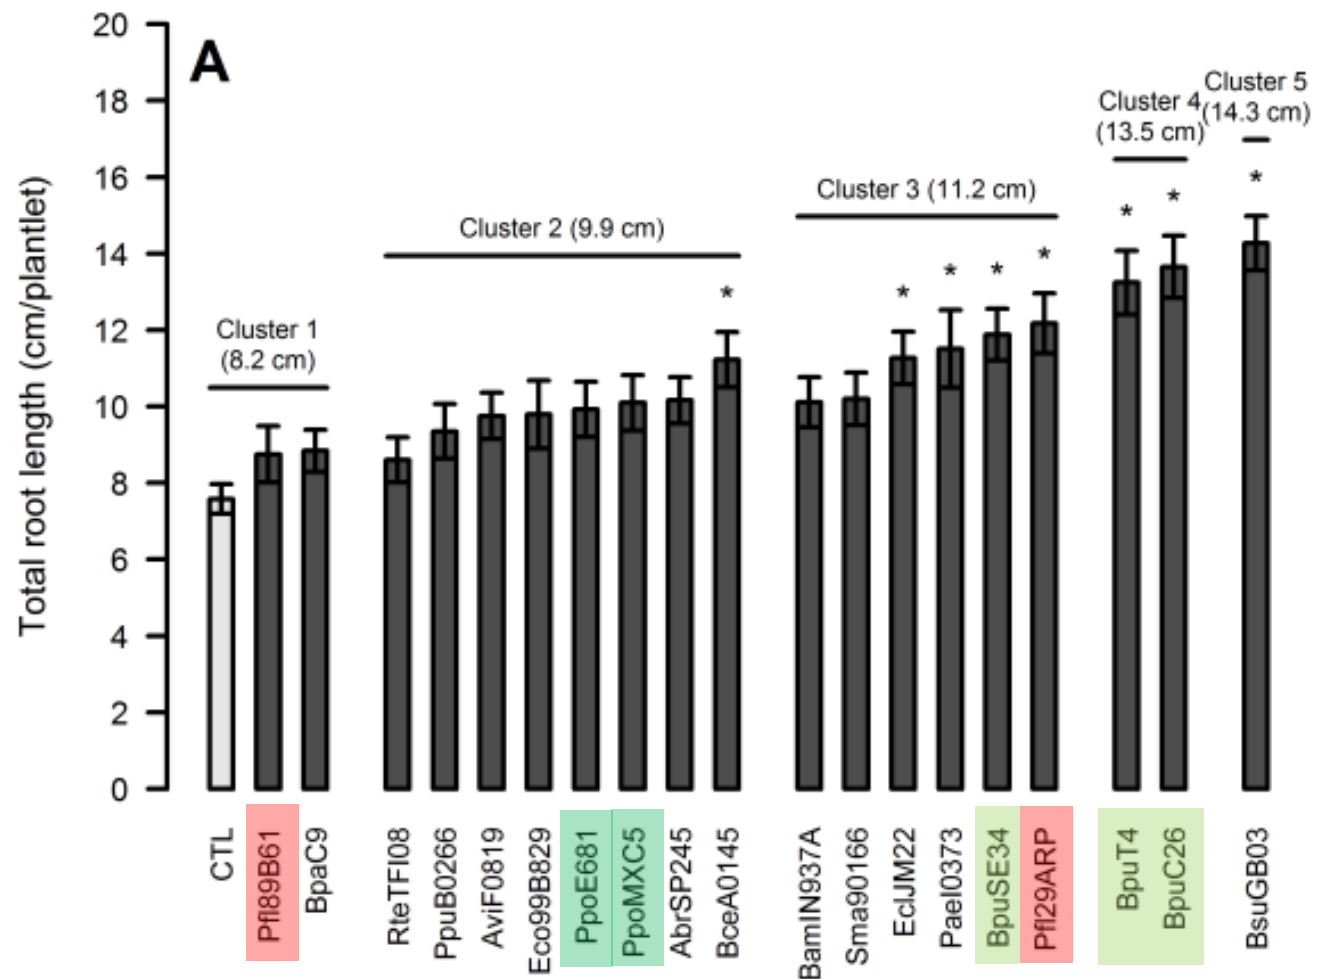 A
Total root length (cm/plantlet)
20
18
16
14
12
10
8
6
4
2
0
Cluster 1
(8.2 cm)
Cluster 2 (9.9 cm)
Cluster 3 (11.2 cm)
Cluster 4
(13.5 cm)
Cluster 5
(14.3 cm)
*
*
*
*
*
*
*
*
CTL
Pfl89B61
BpaC9
RteTFI08
PpuB0266
AviF0819
Eco99B829
PpoE681
PpoMXC5
AbrSP245
BceA0145
BamIN937A
Sma90166
EclJM22
Pael0373
BpuSE34
Pfl29ARP
BpuT4
BpuC26
BsuGB03